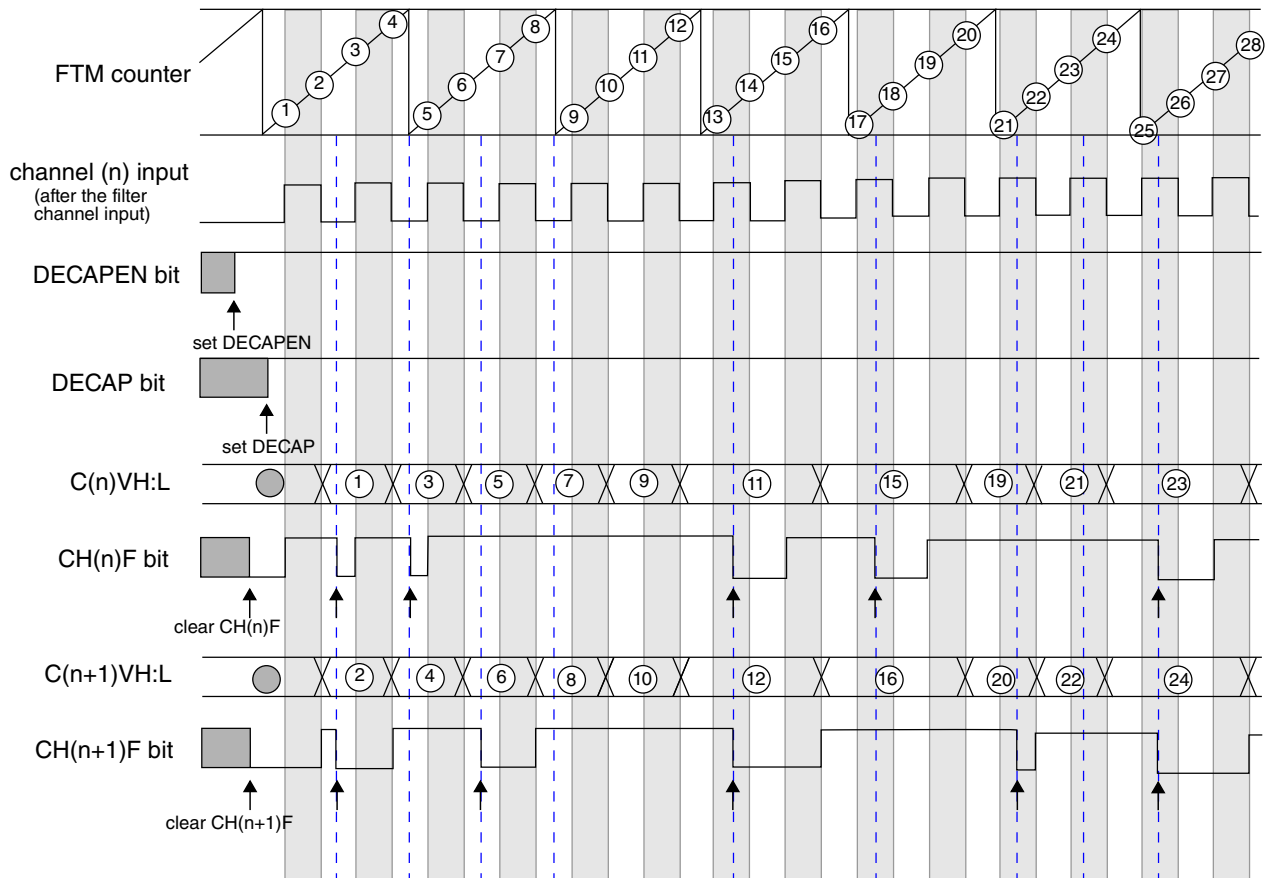 4 8 12 16 20 24 28
3 7 11 15 19 23 27
FTM counter 2 6 10 14 18 22 26
1 5 9 13 17 21 25
channel (n) input
(after the filter
channel input)
DECAPEN bit
set DECAPEN
DECAP bit
set DECAP
C(n)VH:L 1 3 5 7 9 11 15 19 21 23
CH(n)F bit
clear CH(n)F
C(n+1)VH:L 2 4 6 8 10 12 16 20 22 24
CH(n+1)F bit
clear CH(n+1)F